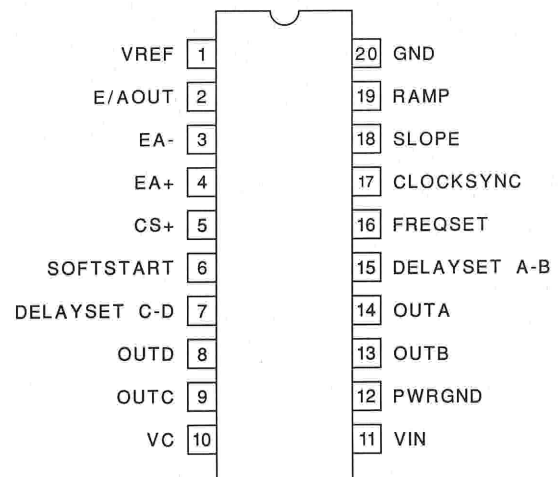 VREF 1 20 GND
E/AOUT 2 19 RAMP
EA- 3 18 SLOPE
EA+ 4 17 CLOCKSYNC
CS+ 5 16 FREQSET
SOFTSTART 6 15 DELAYSET A-B
DELAYSET C-D 7 14 OUTA
OUTD 8 13 OUTB
OUTC 9 12 PWRGND
VC 10 11 VIN